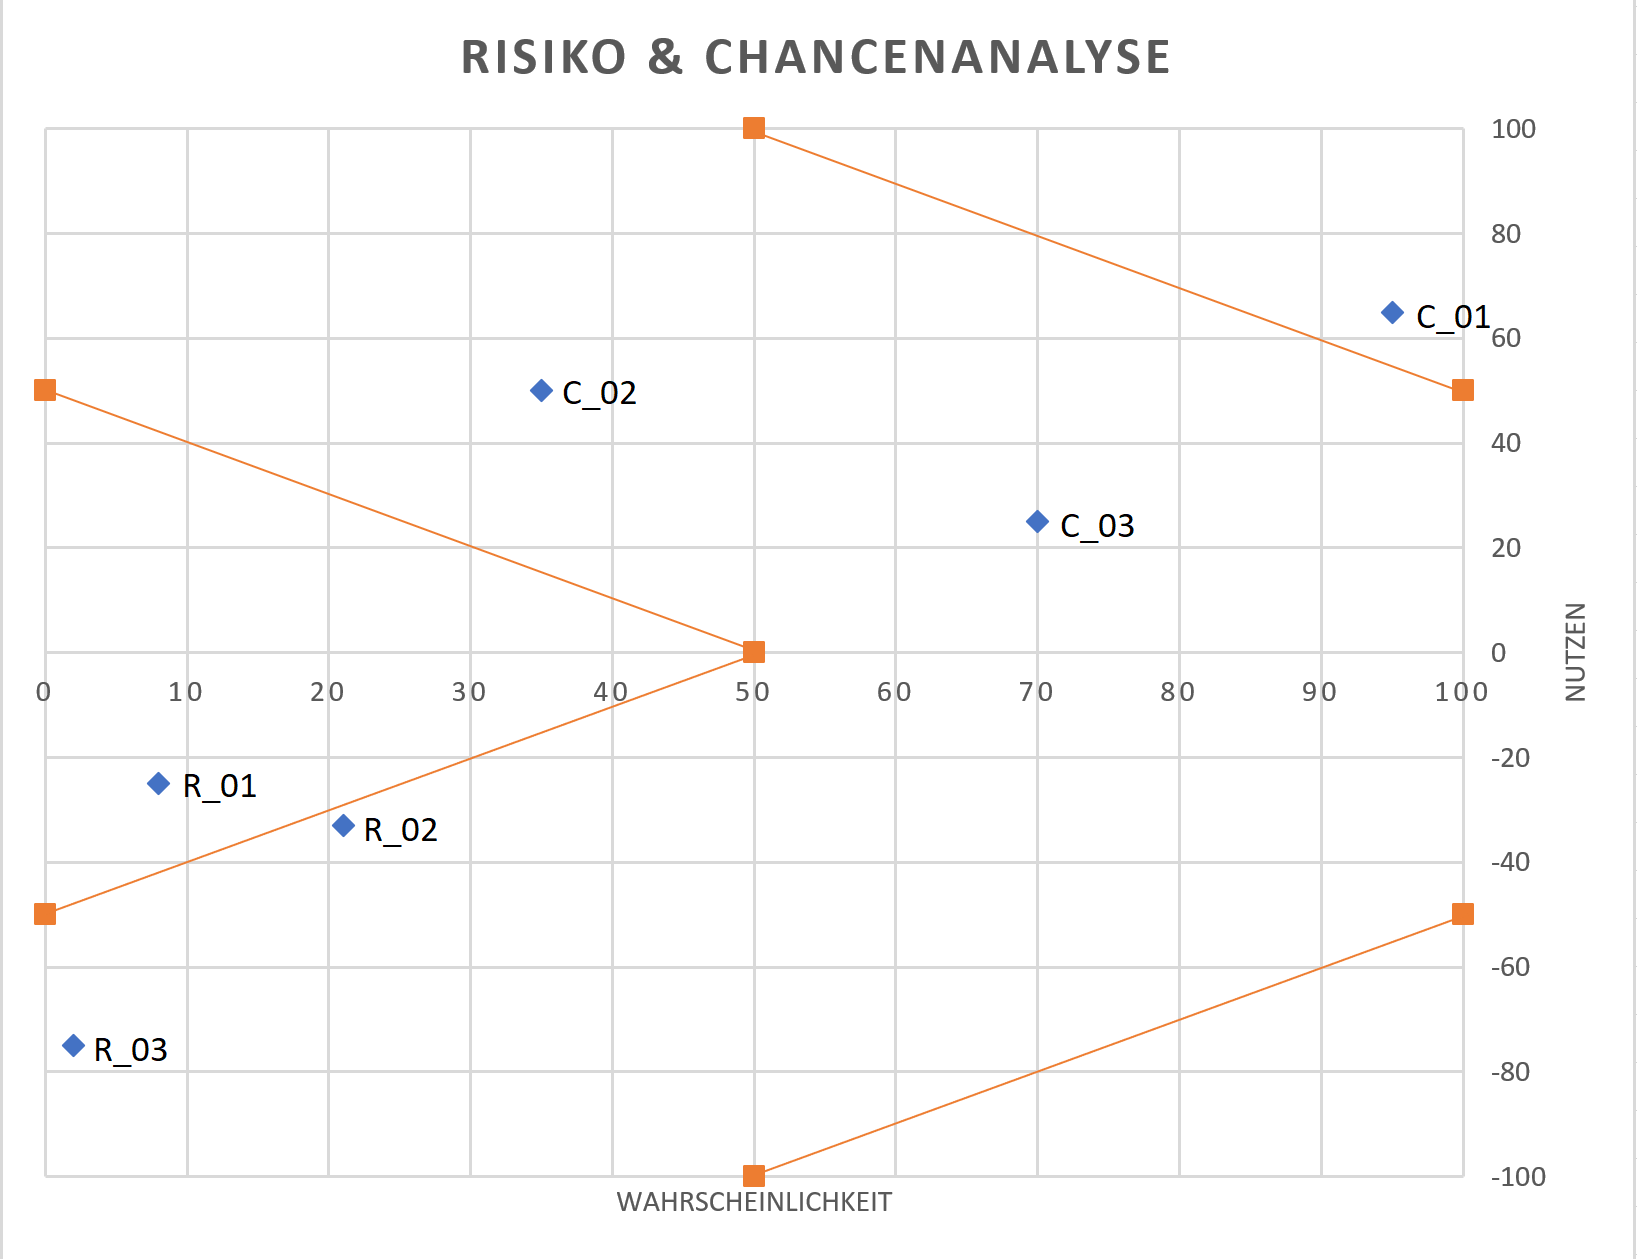 RISIKO & CHANCENANALYSE
100
80
C_01
60
C_02
40
C_03
20
0
0 10 20 30 40 50 60 70 80 90 100
NUTZEN
-20
R_01
R_02
-40
-60
R_03
-80
-100
WAHRSCHEINLICHKEIT